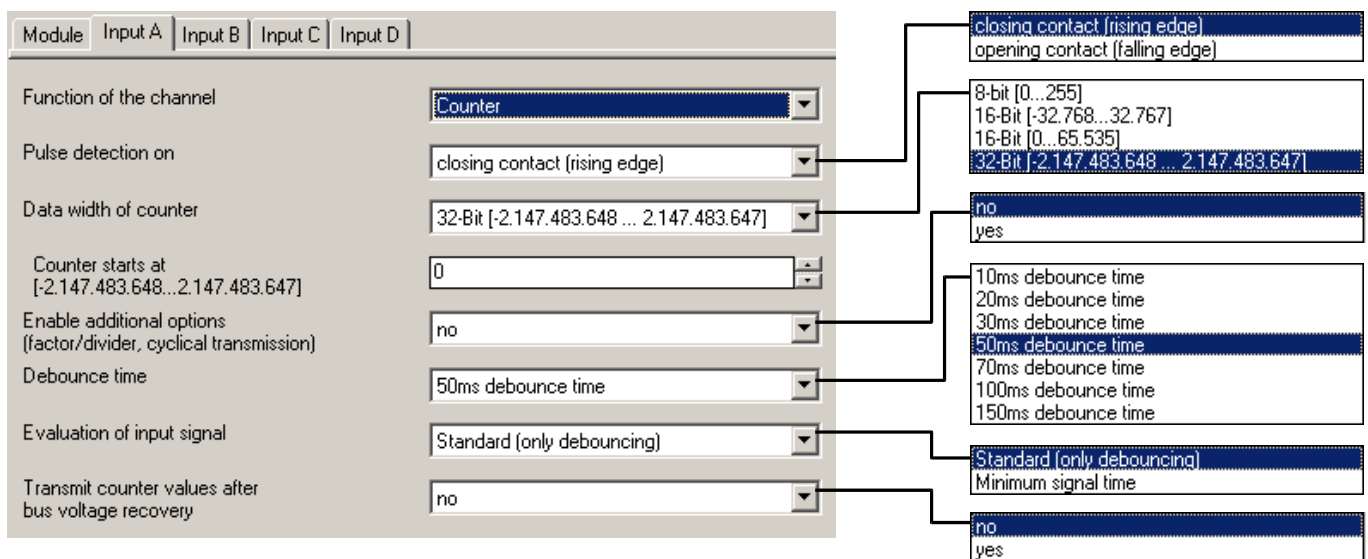 Module Input A Input B Input C Input D
Function of the channel
Counter
Pulse detection on
closing contact (rising edge)
Data width of counter
32-Bit [-2.147.483.648 ... 2.147.483.647]
Counter starts at
[-2.147.483.648...2.147.483.647]
0
Enable additional options
(factor/divider, cyclical transmission)
no
Debounce time
50ms debounce time
Evaluation of input signal
Standard (only debouncing)
Transmit counter values after
bus voltage recovery
no
closing contact (rising edge)
opening contact (falling edge)
8-bit [0...255]
16-Bit [-32.768...32.767]
16-Bit [0...65.535]
32-Bit [-2.147.483.648 ... 2.147.483.647]
no
yes
10ms debounce time
20ms debounce time
30ms debounce time
50ms debounce time
70ms debounce time
100ms debounce time
150ms debounce time
Standard (only debouncing)
Minimum signal time
no
yes